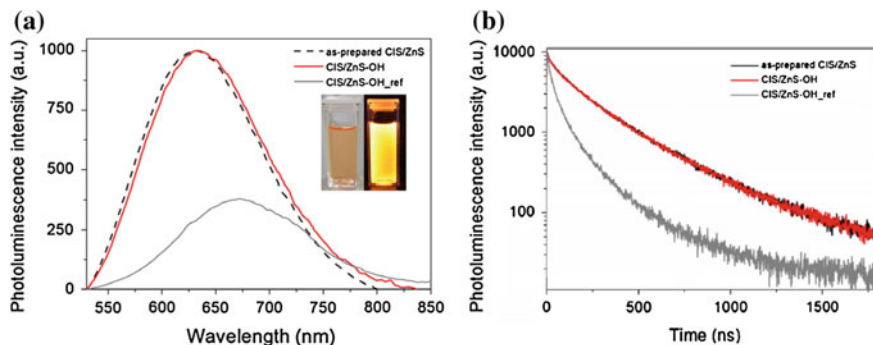 (a)
Photoluminescence intensity (a.u.)
1000
750
500
250
0
as-prepared CIS/ZnS
CIS/ZnS-OH
CIS/ZnS-OH_ref
550 600 650 700 750 800 850
Wavelength (nm)
(b)
Photoluminescence intensity (a.u.)
10000
1000
100
as-prepared CIS/ZnS
CIS/ZnS-OH
CIS/ZnS-OH_ref
0 500 1000 1500
Time (ns)